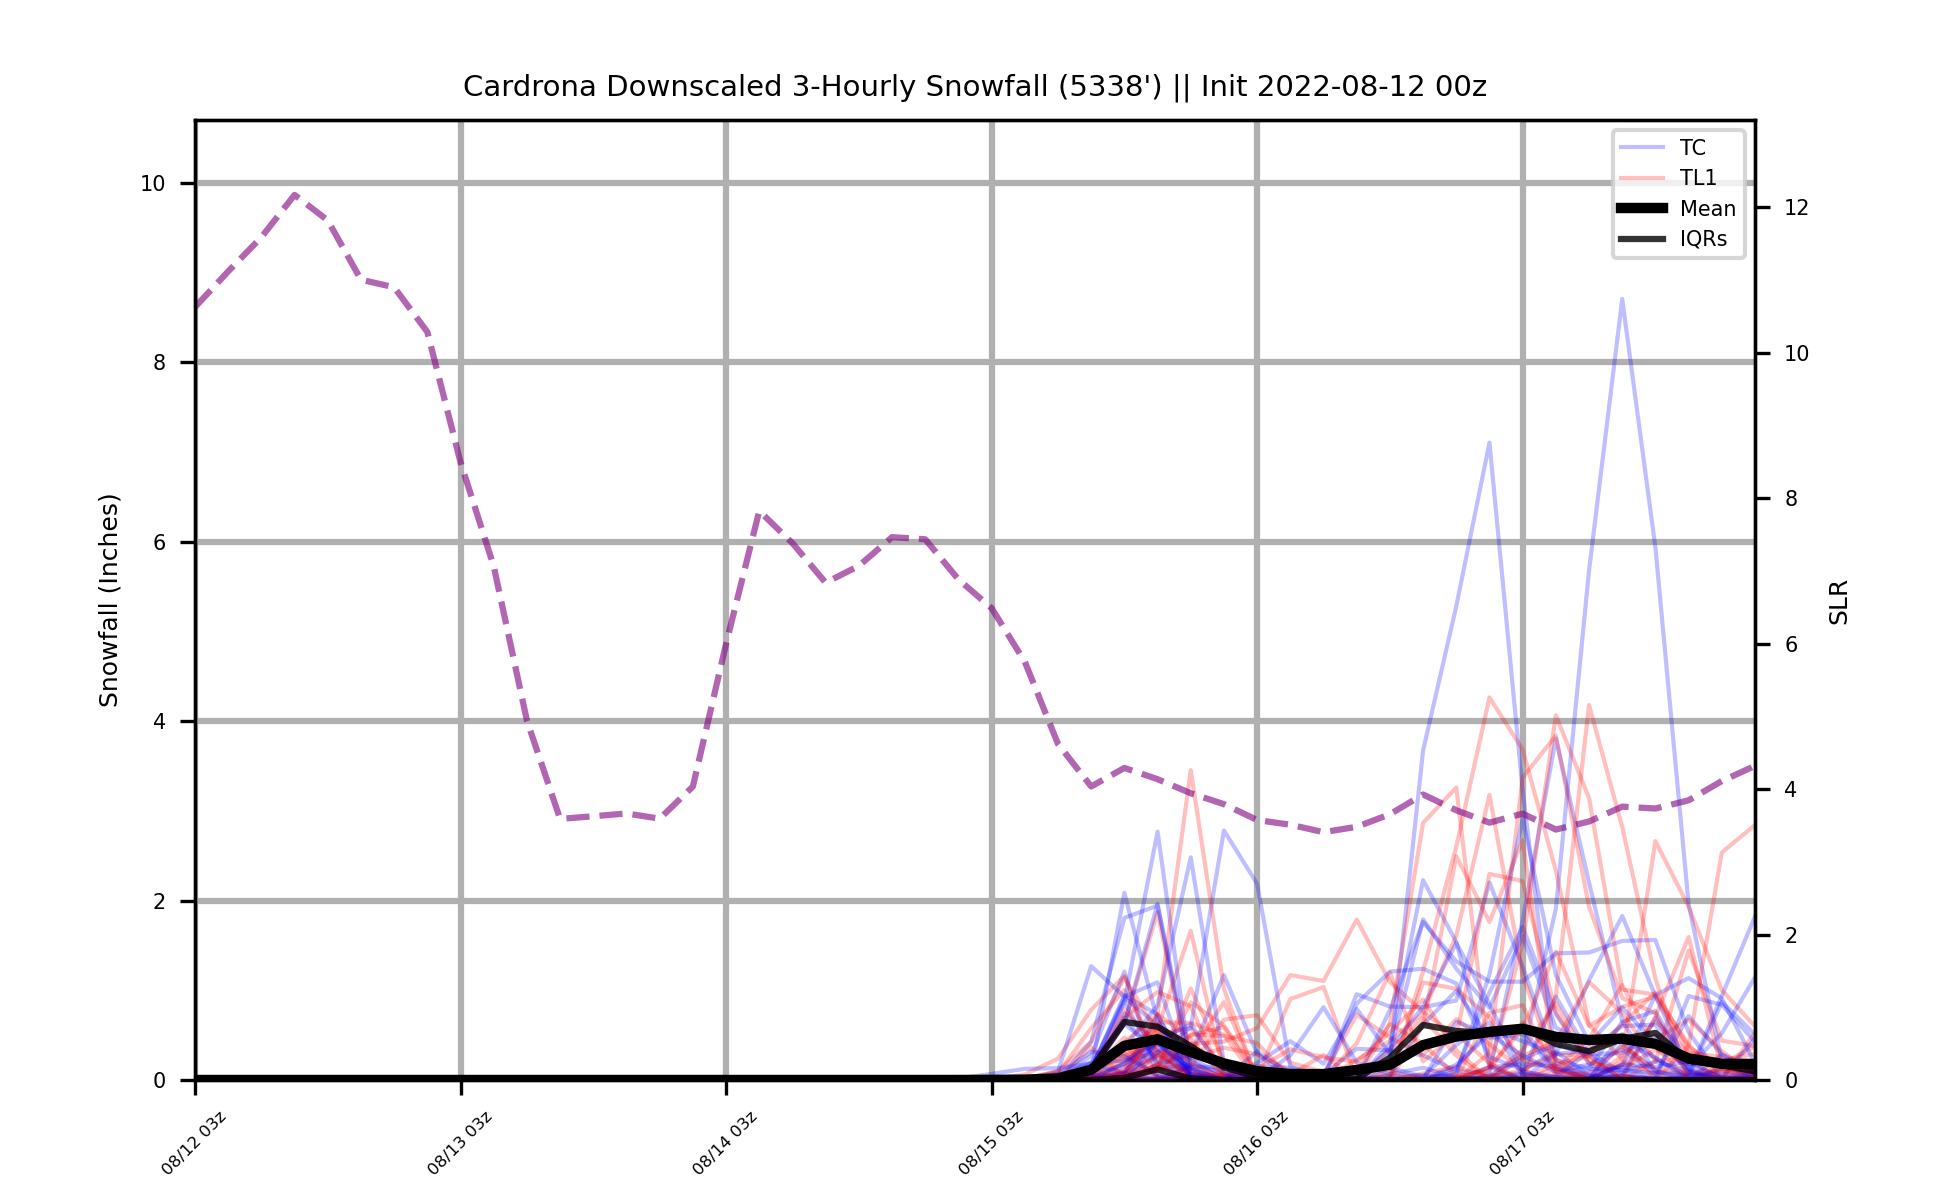 Cardrona Downscaled 3-Hourly Snowfall (5338') || Init 2022-08-12 00z
TC
TL1
Mean
IQRs
Snowfall (Inches)
10
8
6
4
2
0
SLR
12
10
8
6
4
2
0
08/12 03z
08/13 03z
08/14 03z
08/15 03z
08/16 03z
08/17 03z